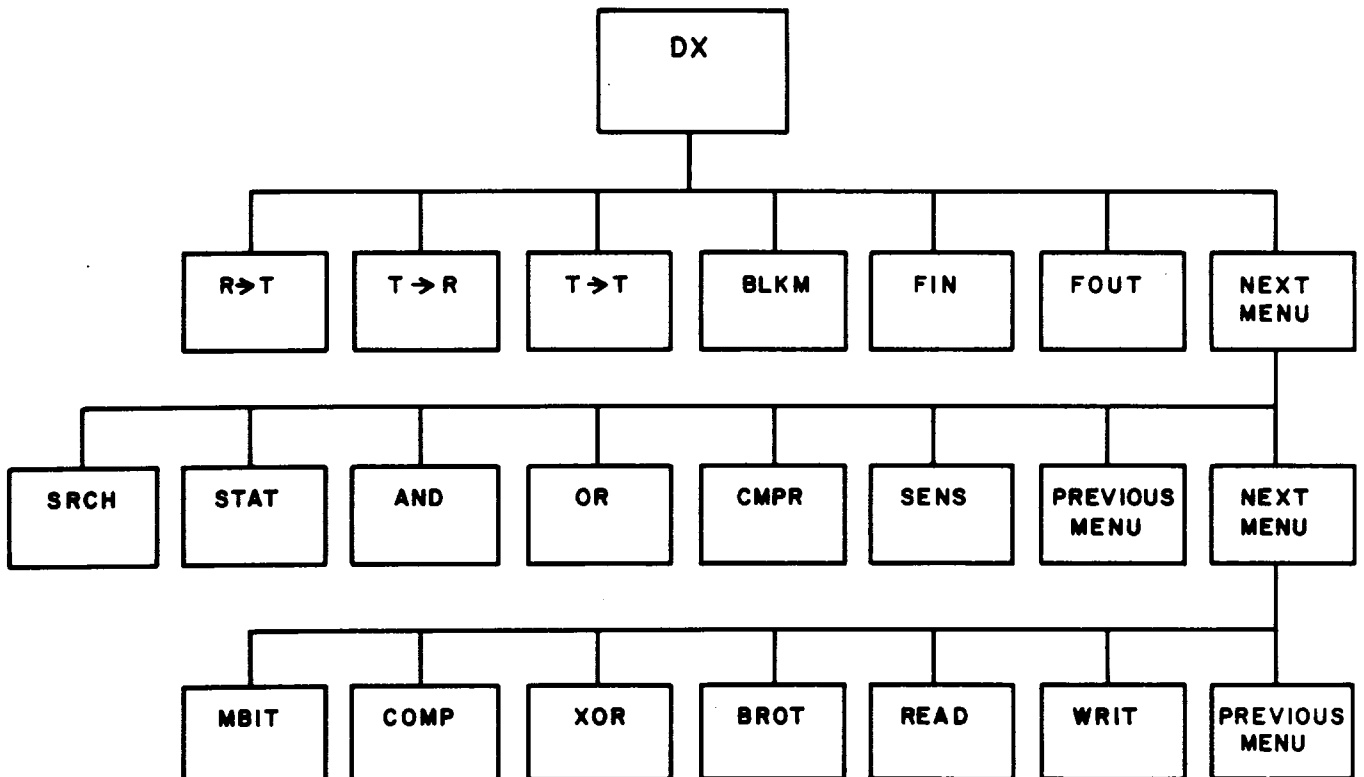 DX
R→T
T→R
T→T
BLKM
FIN
FOUT
NEXT
MENU
SRCH
STAT
AND
OR
CMPR
SENS
PREVIOUS
MENU
NEXT
MENU
MBIT
COMP
XOR
BROT
READ
WRIT
PREVIOUS
MENU